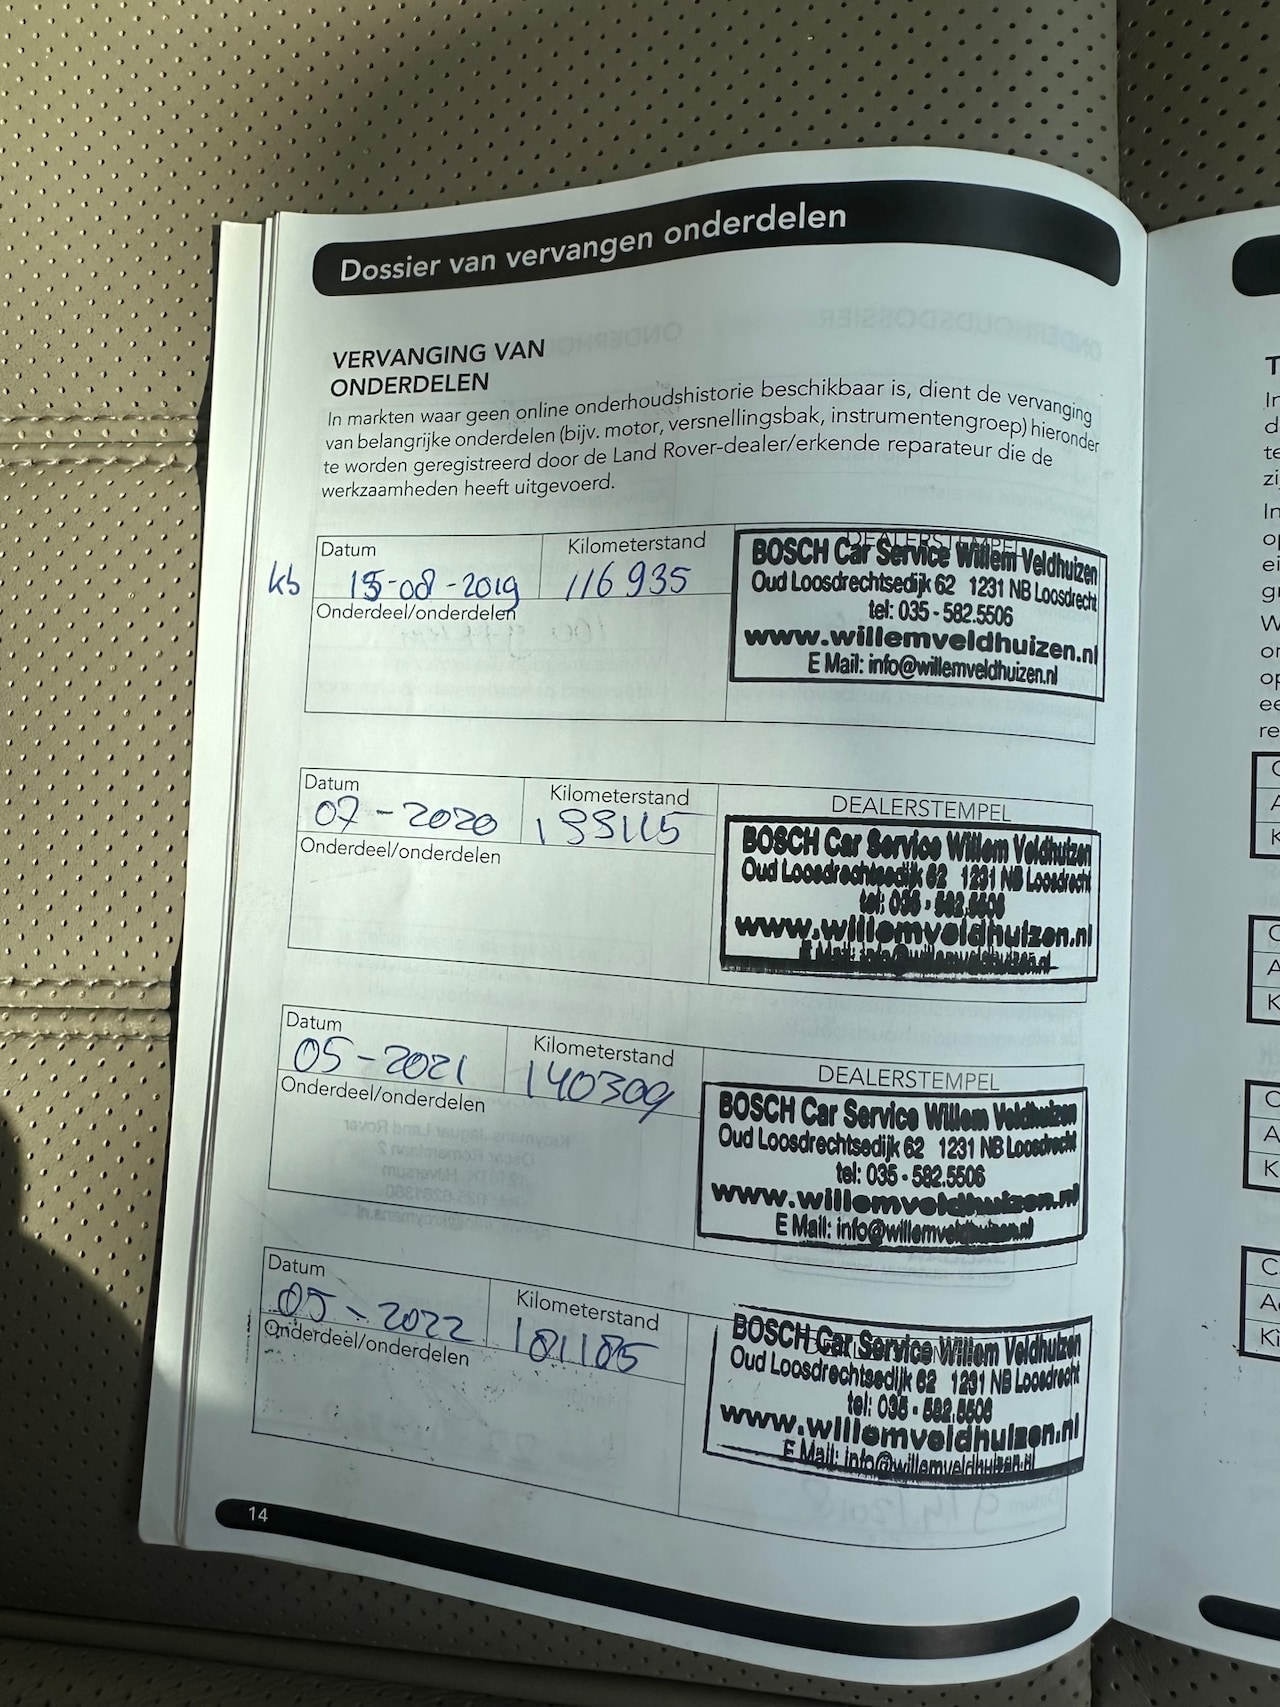 Dossier van vervangen onderdelen
VERVANGING VAN
ONDERDELEN
In markten waar geen online onderhoudshistorie beschikbaar is, dient de vervanging
van belangrijke onderdelen (bijv. motor, versnellingsbak, instrumentengroep) hieronder
te worden geregistreerd door de Land Rover-dealer/erkende reparateur die de
werkzaamheden heeft uitgevoerd.
Datum
Kilometerstand
DEALERSTEMPEL
kb
15-08-2019
116935
Onderdeel/onderdelen
BOSCH Car Service Willem Veldhuizen
Oud Loosdrechtsedijk 62 1231 NB Loosdrecht
tel: 035 - 582.5506
www.willemveldhuizen.nl
E Mail: info@willemveldhuizen.nl
Datum
Kilometerstand
DEALERSTEMPEL
07-2020
Onderdeel/onderdelen
BOSCH Car Service Willem Veldhuizen
Oud Loosdrechtsedijk 62 1231 NB Loosdrecht
tel: 035 - 582.5506
www.willemveldhuizen.nl
E Mail: info@willemveldhuizen.nl
Datum
Kilometerstand
DEALERSTEMPEL
05-2021
140309
Onderdeel/onderdelen
BOSCH Car Service Willem Veldhuizen
Oud Loosdrechtsedijk 62 1231 NB Loosdrecht
tel: 035 - 582.5506
www.willemveldhuizen.nl
E Mail: info@willemveldhuizen.nl
Datum
Kilometerstand
05-2022
181185
Onderdeel/onderdelen
BOSCH Car Service Willem Veldhuizen
Oud Loosdrechtsedijk 62 1231 NB Loosdrecht
tel: 035 - 582.5506
www.willemveldhuizen.nl
E Mail: info@willemveldhuizen.nl
14